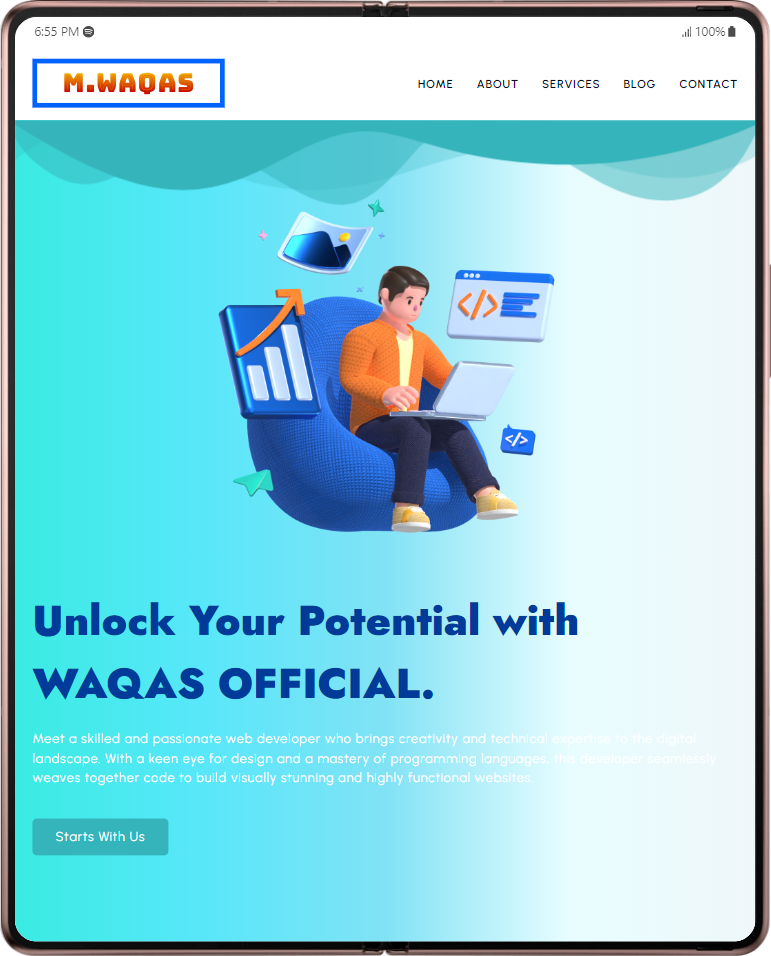 6:55 PM
100%
M.WAQAS
HOME ABOUT SERVICES BLOG CONTACT
</>
</>
Unlock Your Potential with
WAQAS OFFICIAL.
Meet a skilled and passionate web developer who brings creativity and technical expertise to the digital
landscape. With a keen eye for design and a mastery of programming languages, this developer seamlessly
weaves together code to build visually stunning and highly functional websites.
Starts With Us